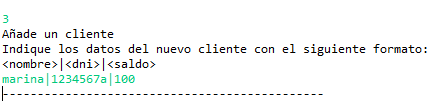 3
Añade un cliente
Indique los datos del nuevo cliente con el siguiente formato:
<nombre>|<dni>|<saldo>
marina|1234567a|100
----------------------------------------------